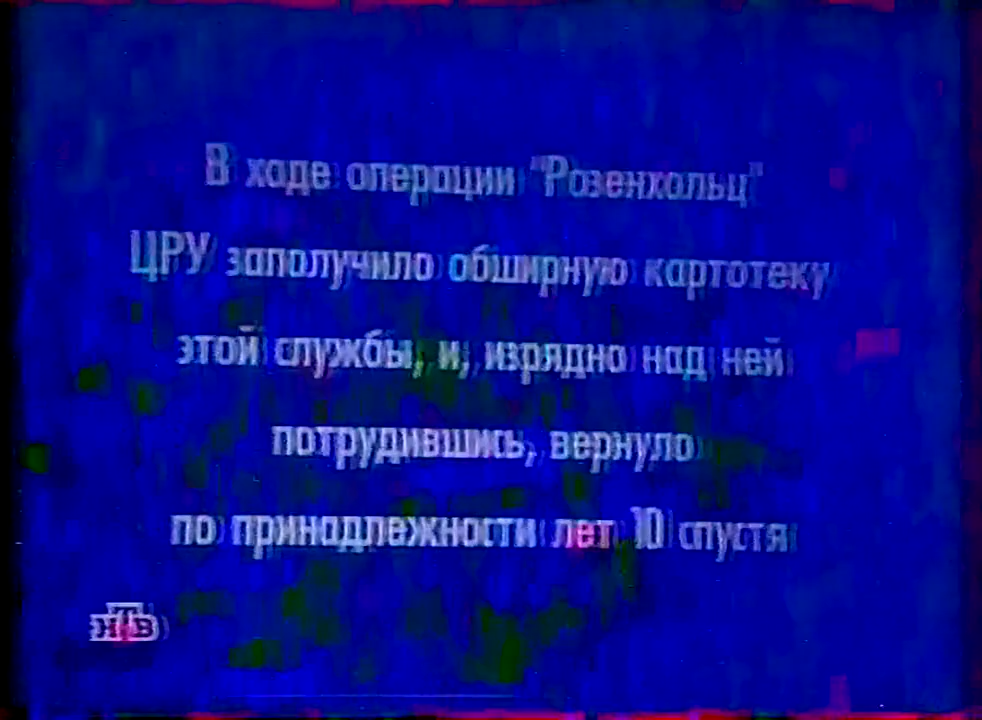 В ходе операции "Розенхольц"
ЦРУ заполучило обширную картотеку
этой службы, и, изрядно над ней
потрудившись, вернуло
по принадлежности лет 10 спустя
НТВ